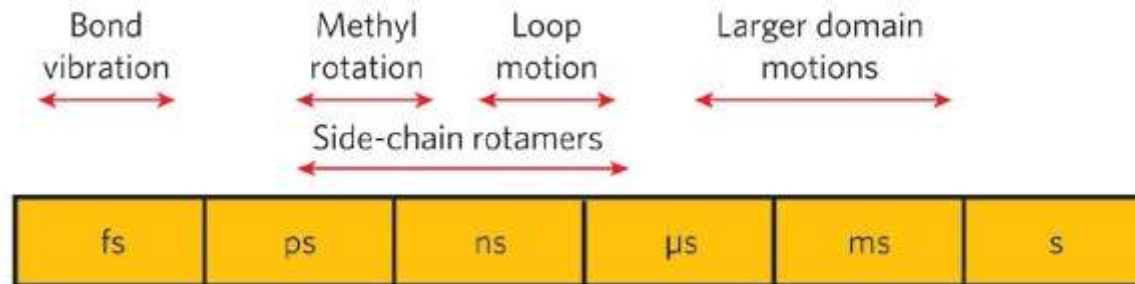 Bond
vibration
Methyl
rotation
Loop
motion
Larger domain
motions
Side-chain rotamers
fs
ps
ns
μs
ms
s